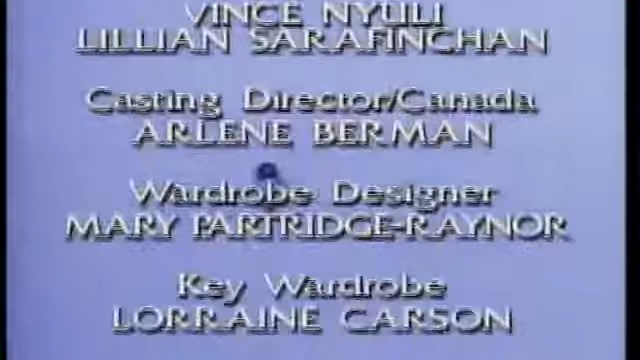 VINCE NYULI
LILLIAN SARAFINCHAN
Casting Director/Canada
ARLENE BERMAN
Wardrobe Designer
MARY PARTRIDGE-RAYNOR
Key Wardrobe
LORRAINE CARSON